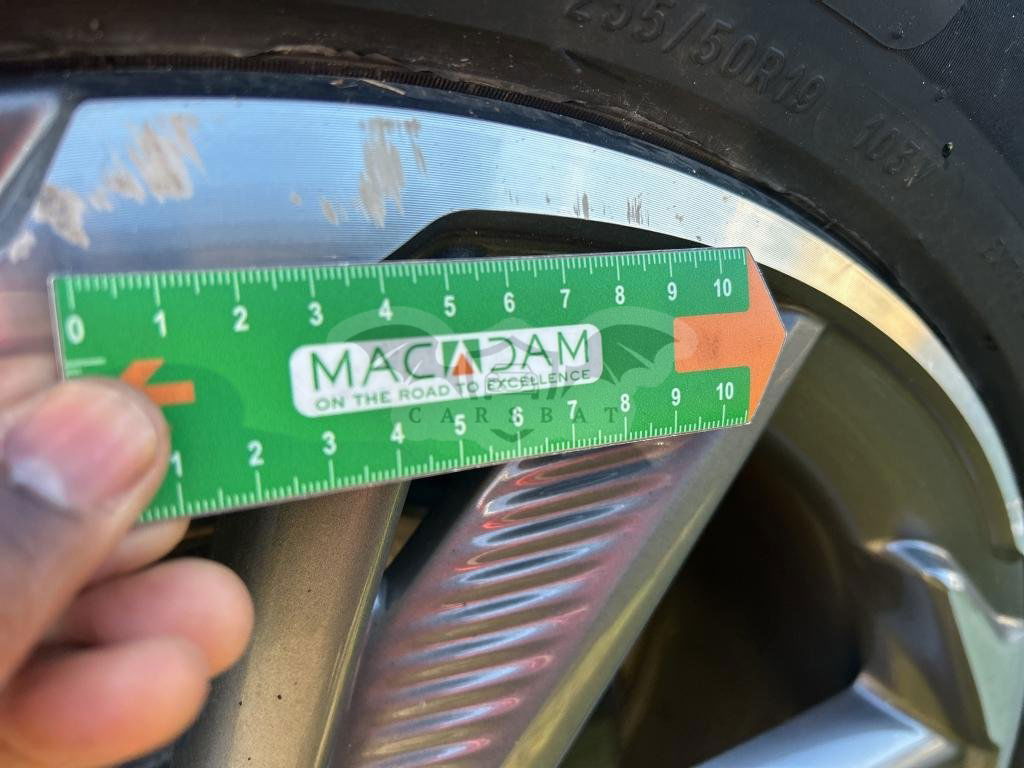 255/50R19 103V
0 1 2 3 4 5 6 7 8 9 10
MACADAM
ON THE ROAD TO EXCELLENCE
CARSBAT
1 2 3 4 5 6 7 8 9 10